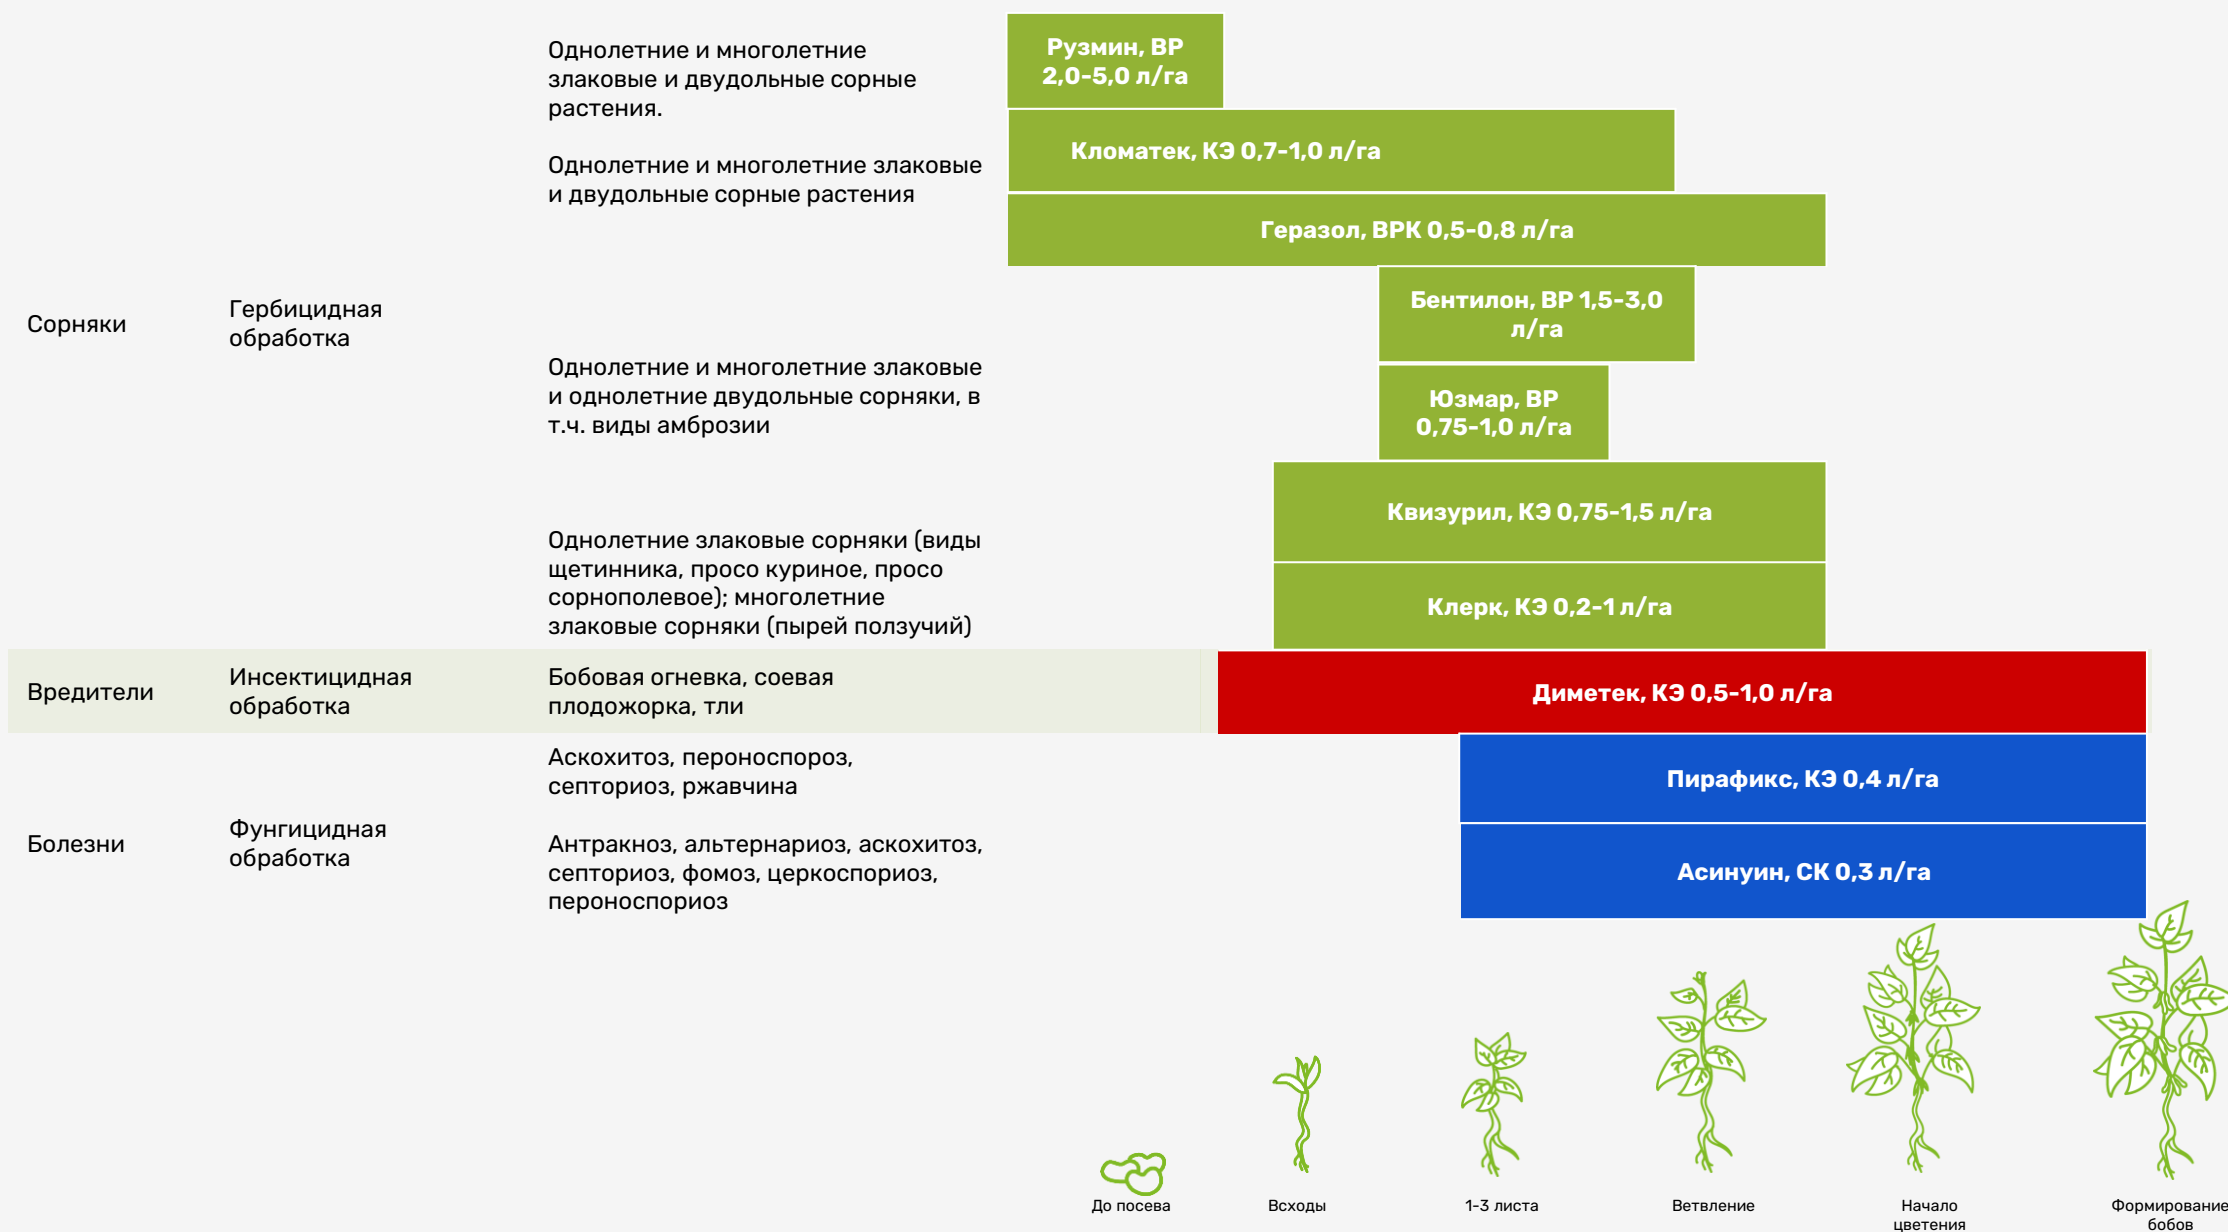 Однолетние и многолетние
злаковые и двудольные сорные
растения.
Рузмин, ВР
2,0-5,0 л/га
Кломатек, КЭ 0,7-1,0 л/га
Однолетние и многолетние злаковые
и двудольные сорные растения
Геразол, ВРК 0,5-0,8 л/га
Сорняки
Гербицидная
обработка
Бентилон, ВР 1,5-3,0
л/га
Однолетние и многолетние злаковые
и однолетние двудольные сорняки, в
т.ч. виды амброзии
Юзмар, ВР
0,75-1,0 л/га
Квизурил, КЭ 0,75-1,5 л/га
Однолетние злаковые сорняки (виды
щетинника, просо куриное, просо
сорнополевое); многолетние
злаковые сорняки (пырей ползучий)
Клерк, КЭ 0,2-1 л/га
Вредители
Инсектицидная
обработка
Бобовая огневка, соевая
плодожорка, тли
Диметек, КЭ 0,5-1,0 л/га
Болезни
Фунгицидная
обработка
Аскохитоз, пероноспороз,
септориоз, ржавчина
Пирафикс, КЭ 0,4 л/га
Антракноз, альтернариоз, аскохитоз,
септориоз, фомоз, церкоспориоз,
пероноспориоз
Асинуин, СК 0,3 л/га
До посева
Всходы
1-3 листа
Ветвление
Начало
цветения
Формирование
бобов